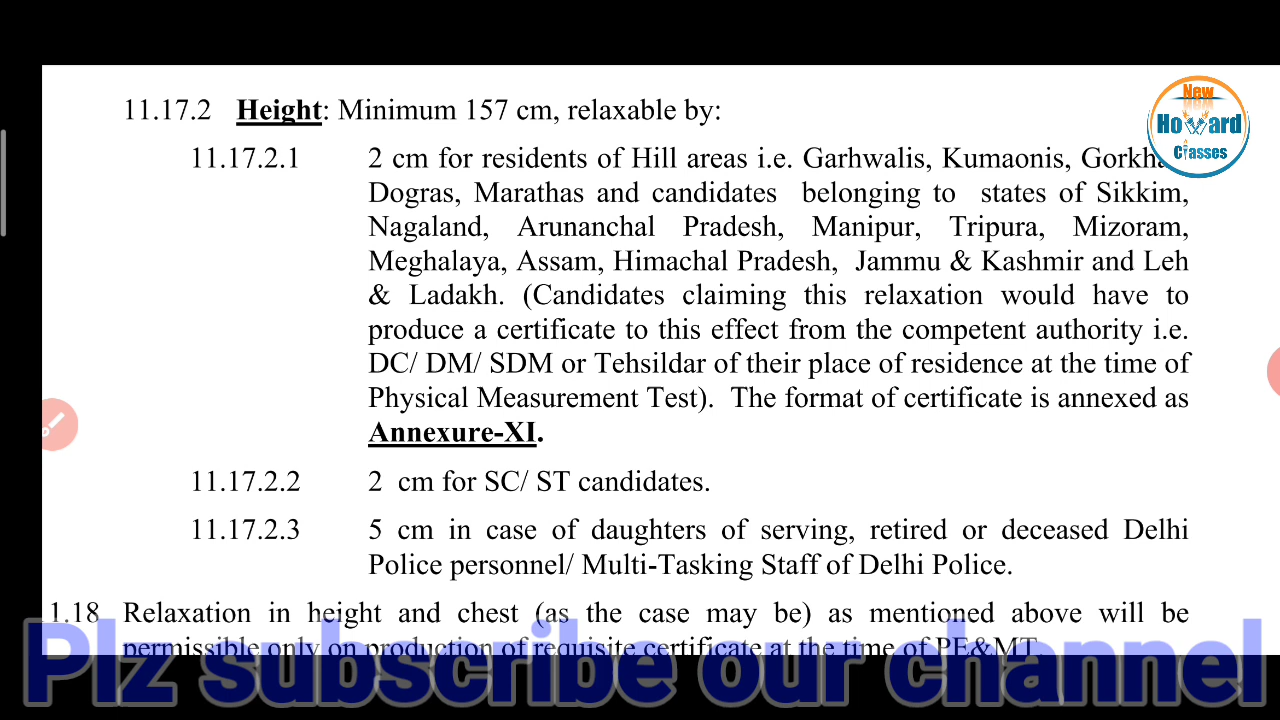 11.17.2 Height: Minimum 157 cm, relaxable by:
11.17.2.1 2 cm for residents of Hill areas i.e. Garhwalis, Kumaonis, Gorkha
Dogras, Marathas and candidates belonging to states of Sikkim,
Nagaland, Arunanchal Pradesh, Manipur, Tripura, Mizoram,
Meghalaya, Assam, Himachal Pradesh, Jammu & Kashmir and Leh
& Ladakh. (Candidates claiming this relaxation would have to
produce a certificate to this effect from the competent authority i.e.
DC/ DM/ SDM or Tehsildar of their place of residence at the time of
Physical Measurement Test). The format of certificate is annexed as
Annexure-XI.
11.17.2.2 2 cm for SC/ ST candidates.
11.17.2.3 5 cm in case of daughters of serving, retired or deceased Delhi
Police personnel/ Multi-Tasking Staff of Delhi Police.
1.18 Relaxation in height and chest (as the case may be) as mentioned above will be
permissible only on production of requisite certificate at the time of PE&MT
New
Howard
Classes
Plz subscribe our channel